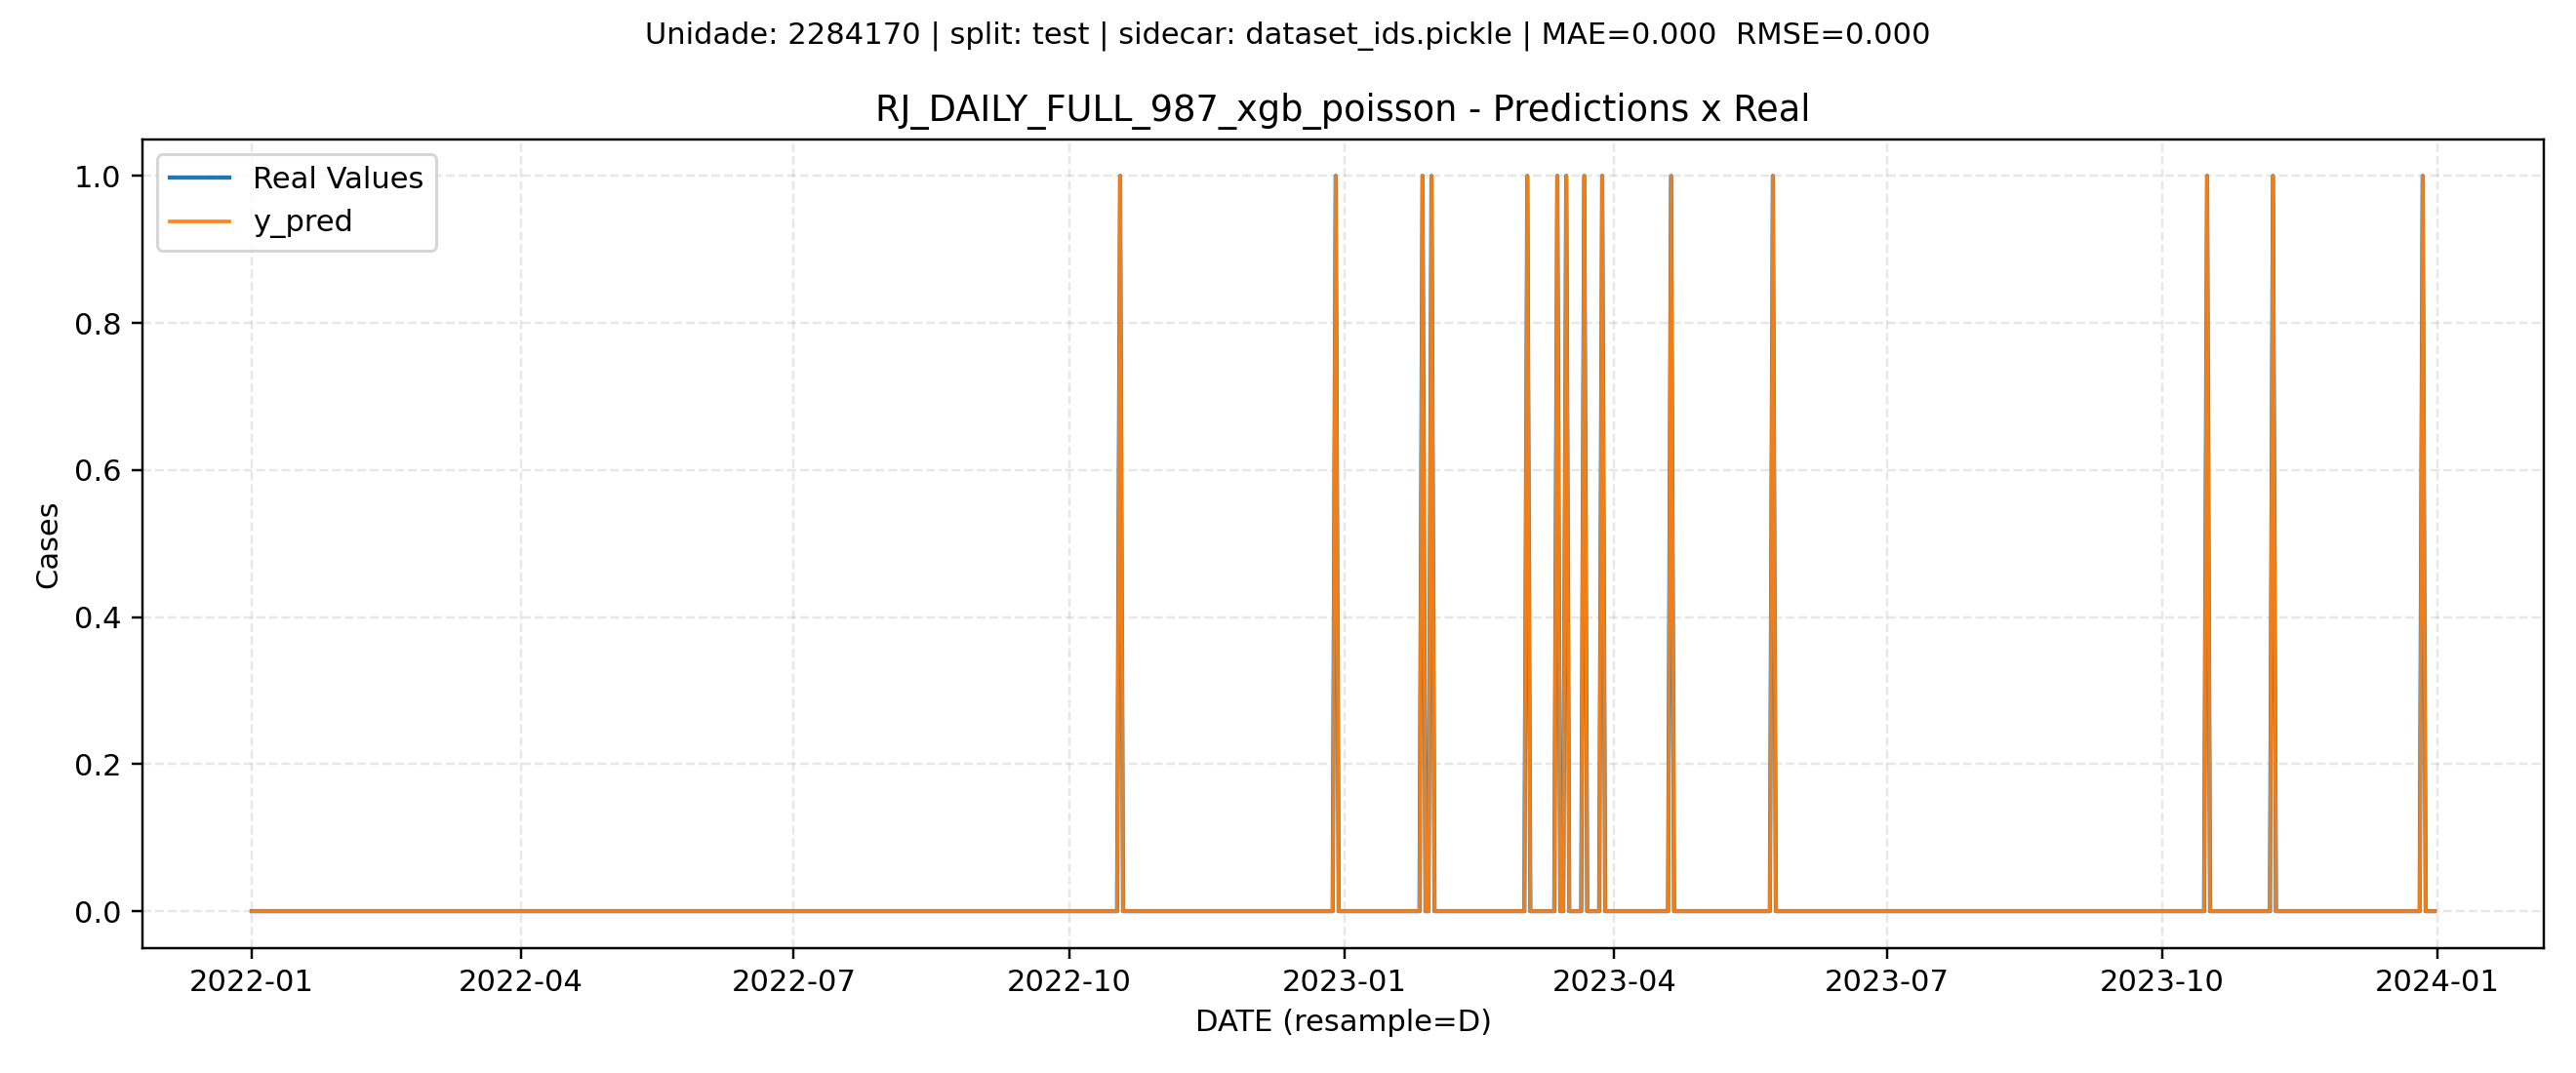 Unidade: 2284170 | split: test | sidecar: dataset_ids.pickle | MAE=0.000  RMSE=0.000
RJ_DAILY_FULL_987_xgb_poisson - Predictions x Real
Real Values
y_pred
1.0
0.8
0.6
0.4
0.2
0.0
Cases
2022-01 2022-04 2022-07 2022-10 2023-01 2023-04 2023-07 2023-10 2024-01
DATE (resample=D)